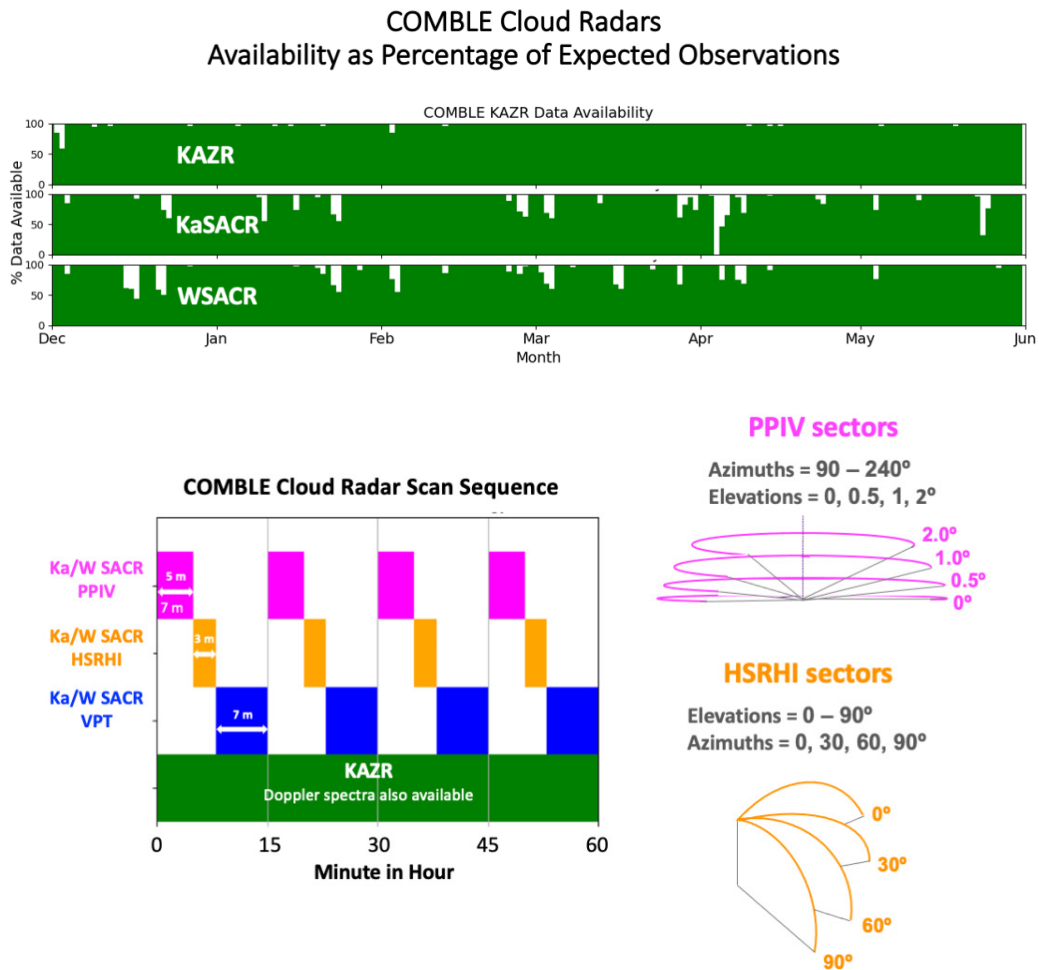 COMBLE Cloud Radars
Availability as Percentage of Expected Observations
COMBLE KAZR Data Availability
% Data Available
100
50
0
KAZR
100
50
0
KaSACR
100
50
0
WSACR
Dec
Jan
Feb
Mar
Apr
May
Jun
Month
PPIV sectors
Azimuths = 90 – 240º
Elevations = 0, 0.5, 1, 2º
2.0º
1.0º
0.5º
0º
COMBLE Cloud Radar Scan Sequence
Ka/W SACR
PPIV
5 m
7 m
Ka/W SACR
HSRHI
3 m
Ka/W SACR
VPT
7 m
KAZR
Doppler spectra also available
0
15
30
45
60
Minute in Hour
HSRHI sectors
Elevations = 0 – 90º
Azimuths = 0, 30, 60, 90º
0º
30º
60º
90º